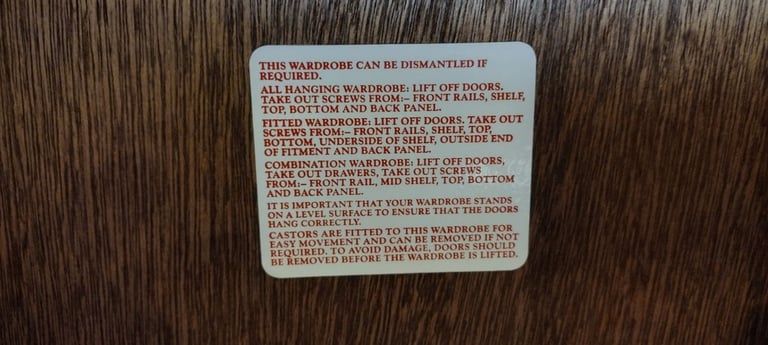 THIS WARDROBE CAN BE DISMANTLED IF
REQUIRED.
ALL HANGING WARDROBE: LIFT OFF DOORS.
TAKE OUT SCREWS FROM:– FRONT RAILS, SHELF,
TOP, BOTTOM AND BACK PANEL.
FITTED WARDROBE: LIFT OFF DOORS. TAKE OUT
SCREWS FROM:– FRONT RAILS, SHELF, TOP,
BOTTOM, UNDERSIDE OF SHELF, OUTSIDE END
OF FITMENT AND BACK PANEL.
COMBINATION WARDROBE: LIFT OFF DOORS,
TAKE OUT DRAWERS, TAKE OUT SCREWS
FROM:– FRONT RAIL, MID SHELF, TOP, BOTTOM
AND BACK PANEL.
IT IS IMPORTANT THAT YOUR WARDROBE STANDS
ON A LEVEL SURFACE TO ENSURE THAT THE DOORS
HANG CORRECTLY.
CASTORS ARE FITTED TO THIS WARDROBE FOR
EASY MOVEMENT AND CAN BE REMOVED IF NOT
REQUIRED. TO AVOID DAMAGE, DOORS SHOULD
BE REMOVED BEFORE THE WARDROBE IS LIFTED.